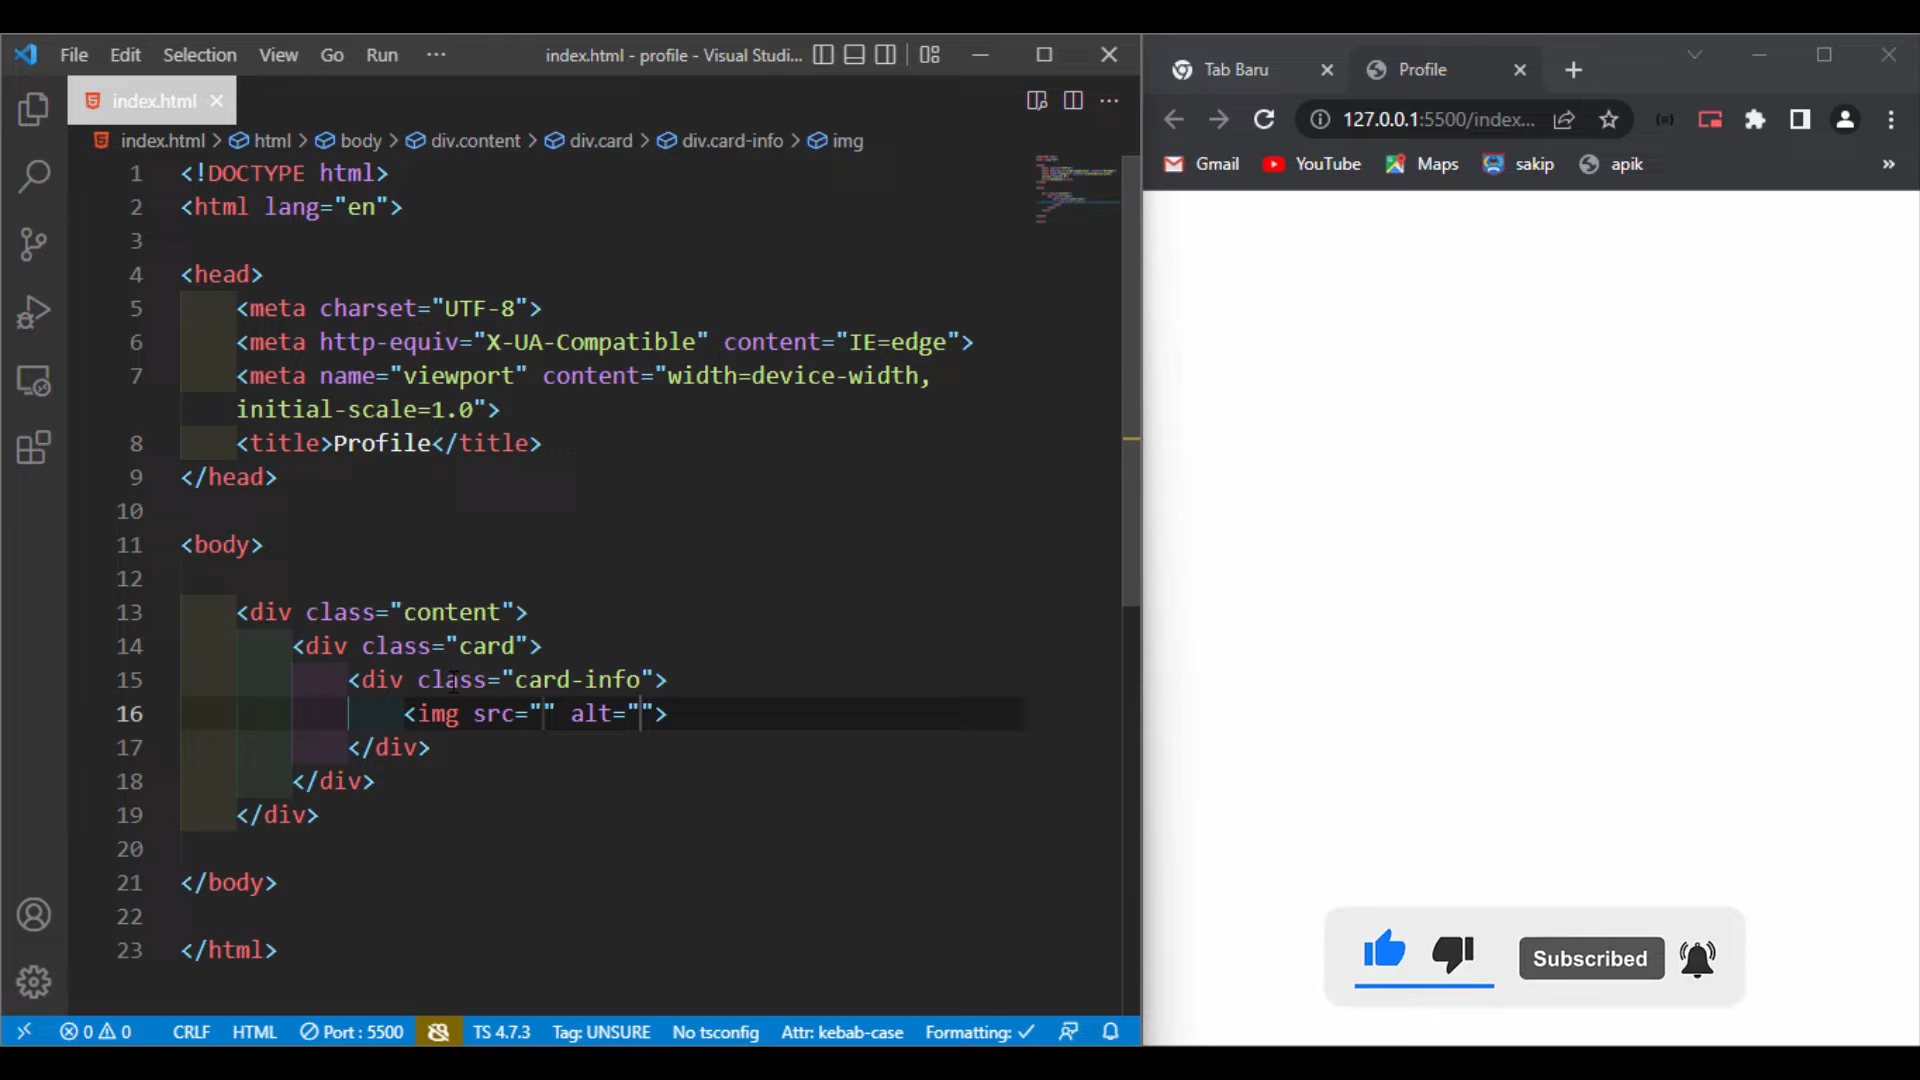 File Edit Selection View Go Run ··· index.html - profile - Visual Studi...
index.html
index.html > html > body > div.content > div.card > div.card-info > img
1 <!DOCTYPE html>
2 <html lang="en">
3
4 <head>
5 <meta charset="UTF-8">
6 <meta http-equiv="X-UA-Compatible" content="IE=edge">
7 <meta name="viewport" content="width=device-width,
initial-scale=1.0">
8 <title>Profile</title>
9 </head>
10
11 <body>
12
13 <div class="content">
14 <div class="card">
15 <div class="card-info">
16 <img src="" alt="">
17 </div>
18 </div>
19 </div>
20
21 </body>
22
23 </html>
0 0 CRLF HTML Port : 5500 TS 4.7.3 Tag: UNSURE No tsconfig Attr: kebab-case Formatting: ✓
Tab Baru Profile
127.0.0.1:5500/index...
Gmail YouTube Maps sakip apik »
Subscribed